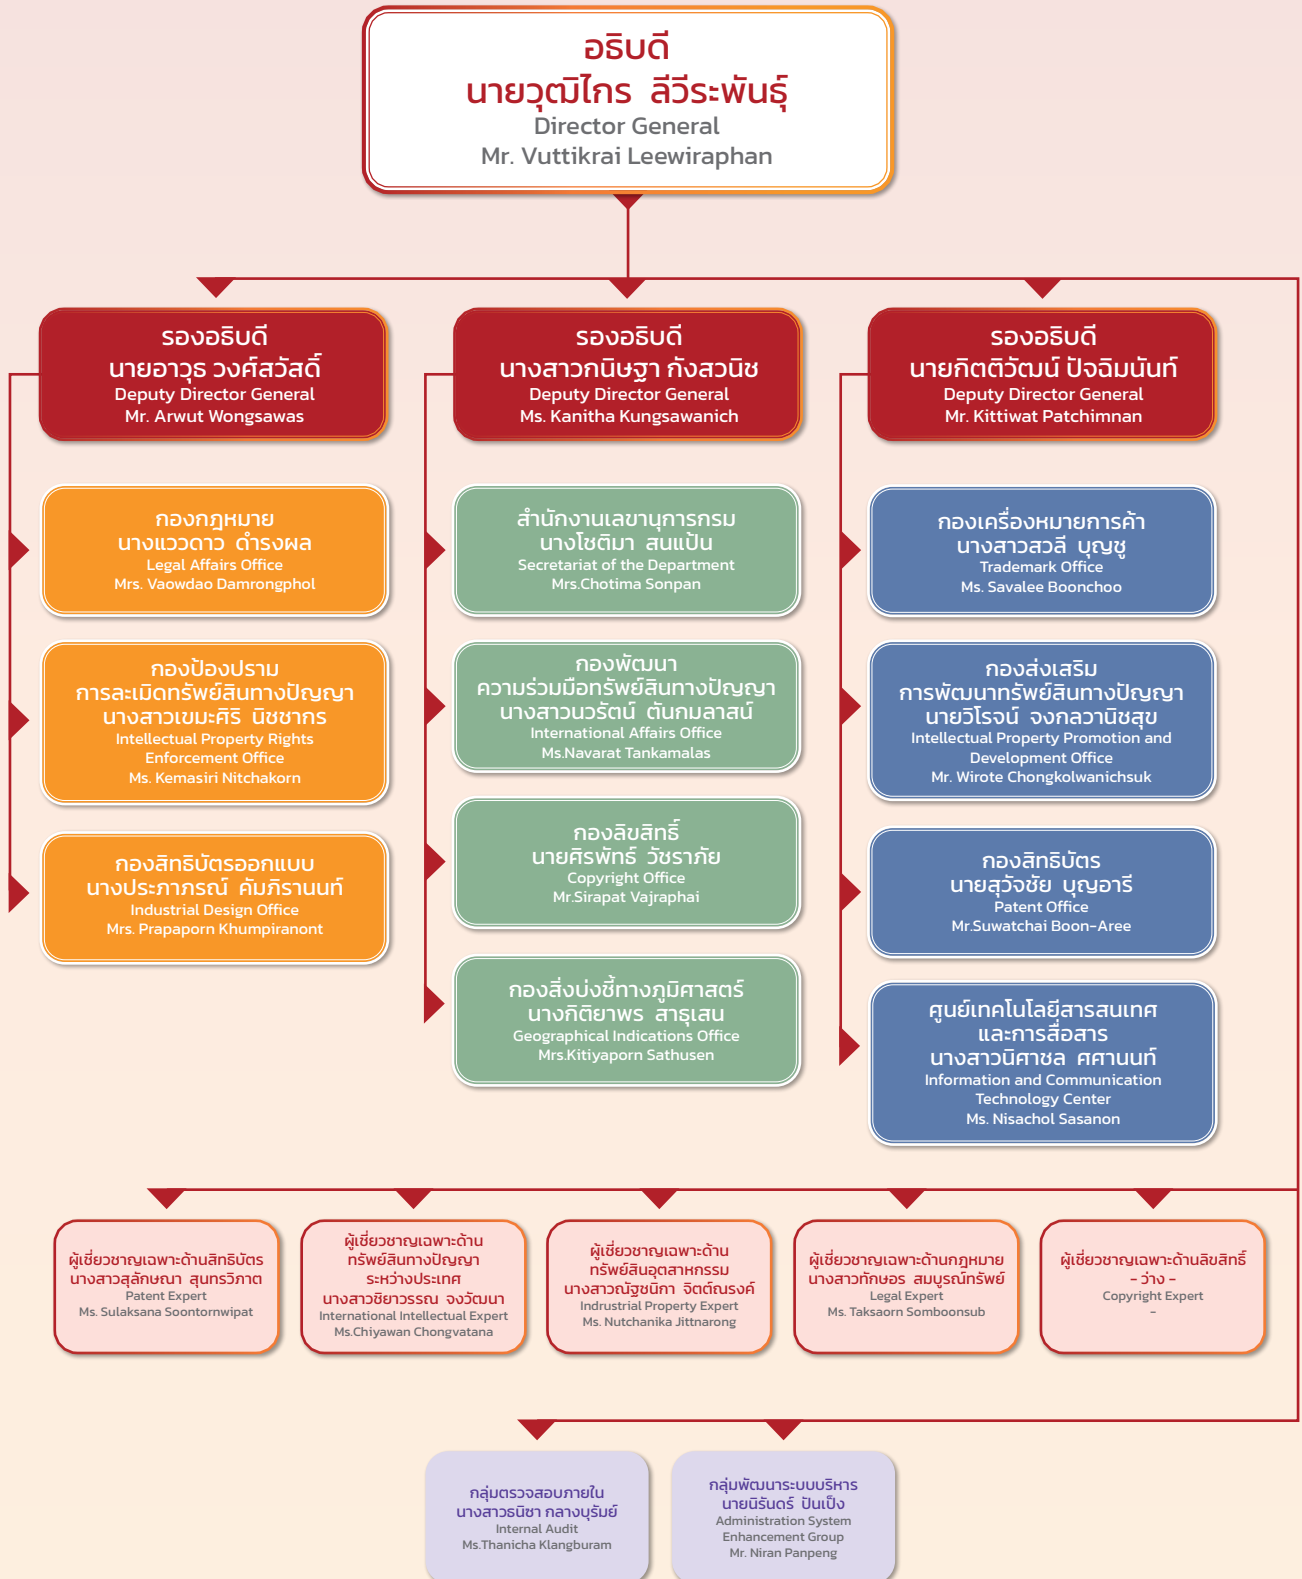 อธิบดี
นายวุฒิไกร ลีวีระพันธุ์
Director General
Mr. Vuttikrai Leewiraphan
รองอธิบดี
นายอาวุธ วงศ์สวัสดิ์
Deputy Director General
Mr. Arwut Wongsawas
รองอธิบดี
นางสาวกนิษฐา กังสวนิช
Deputy Director General
Ms. Kanitha Kungsawanich
รองอธิบดี
นายกิตติวัฒน์ ปัจฉิมนันท์
Deputy Director General
Mr. Kittiwat Patchimnan
กองกฎหมาย
นางแววดาว ดำรงผล
Legal Affairs Office
Mrs. Vaowdao Damrongphol
กองป้องปราม
การละเมิดทรัพย์สินทางปัญญา
นางสาวเขมะศิริ นิชชากร
Intellectual Property Rights
Enforcement Office
Ms. Kemasiri Nitchakorn
กองสิทธิบัตรออกแบบ
นางประภาภรณ์ คัมภิรานนท์
Industrial Design Office
Mrs. Prapaporn Khumpiranont
สำนักงานเลขานุการกรม
นางโชติมา สนแป้น
Secretariat of the Department
Mrs.Chotima Sonpan
กองพัฒนา
ความร่วมมือทรัพย์สินทางปัญญา
นางสาวนวรัตน์ ตันกมลาสน์
International Affairs Office
Ms.Navarat Tankamalas
กองลิขสิทธิ์
นายศิรพัทธ์ วัชราภัย
Copyright Office
Mr.Sirapat Vajraphai
กองสิ่งบ่งชี้ทางภูมิศาสตร์
นางกิติยาพร สาธุเสน
Geographical Indications Office
Mrs.Kitiyaporn Sathusen
กองเครื่องหมายการค้า
นางสาวสวลี บุญชู
Trademark Office
Ms. Savalee Boonchoo
กองส่งเสริม
การพัฒนาทรัพย์สินทางปัญญา
นายวิโรจน์ จงกลวานิชสุข
Intellectual Property Promotion and
Development Office
Mr. Wirote Chongkolwanichsuk
กองสิทธิบัตร
นายสุวัจชัย บุญอารี
Patent Office
Mr.Suwatchai Boon-Aree
ศูนย์เทคโนโลยีสารสนเทศ
และการสื่อสาร
นางสาวนิศาชล ศศานนท์
Information and Communication
Technology Center
Ms. Nisachol Sasanon
ผู้เชี่ยวชาญเฉพาะด้านสิทธิบัตร
นางสาวสุลักษณา สุนทรวิภาต
Patent Expert
Ms. Sulaksana Soontornwipat
ผู้เชี่ยวชาญเฉพาะด้าน
ทรัพย์สินทางปัญญา
ระหว่างประเทศ
นางสาวชิยาวรรณ จงวัฒนา
International Intellectual Expert
Ms.Chiyawan Chongvatana
ผู้เชี่ยวชาญเฉพาะด้าน
ทรัพย์สินอุตสาหกรรม
นางสาวณัฐชนิกา จิตต์ณรงค์
Indrustrial Property Expert
Ms. Nutchanika Jittnarong
ผู้เชี่ยวชาญเฉพาะด้านกฎหมาย
นางสาวทักษอร สมบูรณ์ทรัพย์
Legal Expert
Ms. Taksaorn Somboonsub
ผู้เชี่ยวชาญเฉพาะด้านลิขสิทธิ์
- ว่าง -
Copyright Expert
-
กลุ่มตรวจสอบภายใน
นางสาวธนิชา กลางบุรัมย์
Internal Audit
Ms.Thanicha Klangburam
กลุ่มพัฒนาระบบบริหาร
นายนิรันดร์ ปันเป็ง
Administration System
Enhancement Group
Mr. Niran Panpeng